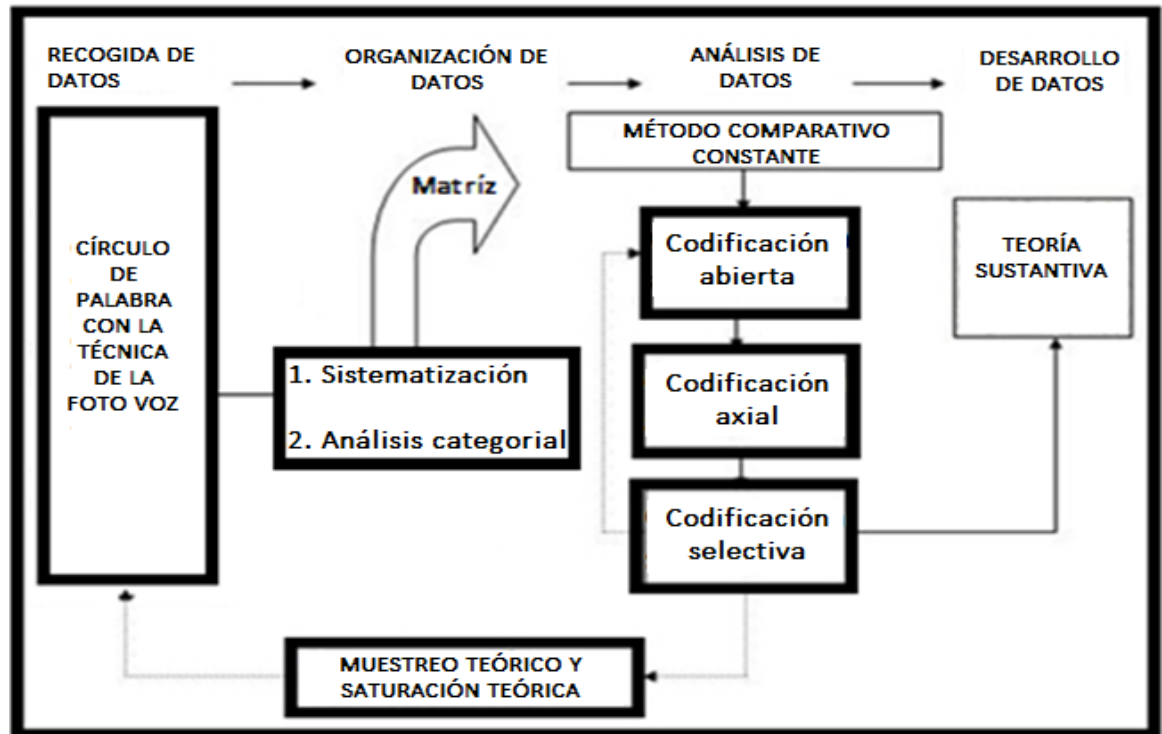 RECOGIDA DE
DATOS
ORGANIZACIÓN DE
DATOS
ANÁLISIS DE
DATOS
DESARROLLO
DE DATOS
CÍRCULO
DE
PALABRA
CON LA
TÉCNICA
DE LA
FOTO VOZ
Matríz
1. Sistematización
2. Análisis categorial
MÉTODO COMPARATIVO
CONSTANTE
Codificación
abierta
Codificación
axial
Codificación
selectiva
TEORÍA
SUSTANTIVA
MUESTREO TEÓRICO Y
SATURACIÓN TEÓRICA